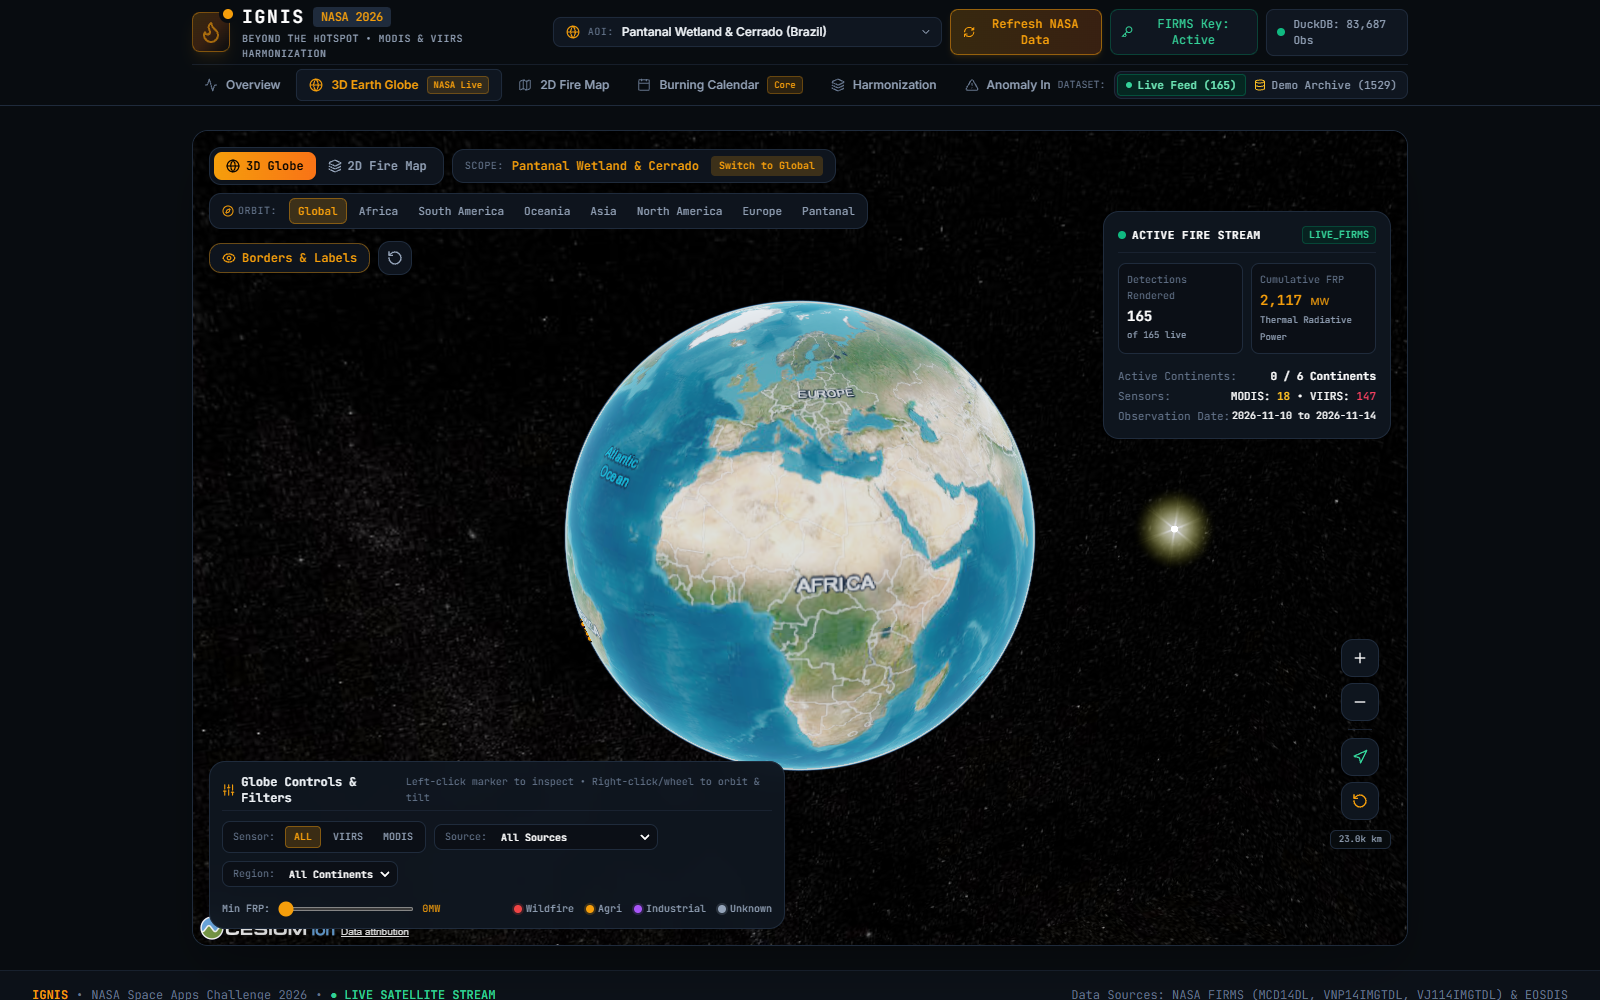 IGNIS NASA 2026
BEYOND THE HOTSPOT • MODIS & VIIRS
HARMONIZATION
AOI: Pantanal Wetland & Cerrado (Brazil)
Refresh NASA
Data
FIRMS Key:
Active
DuckDB: 83,687
Obs
Overview
3D Earth Globe NASA Live
2D Fire Map
Burning Calendar Core
Harmonization
Anomaly In
DATASET:
Live Feed (165)
Demo Archive (1529)
3D Globe
2D Fire Map
SCOPE: Pantanal Wetland & Cerrado Switch to Global
ORBIT: Global Africa South America Oceania Asia North America Europe Pantanal
Borders & Labels
ACTIVE FIRE STREAM LIVE_FIRMS
Detections
Rendered
165
of 165 live
Cumulative FRP
2,117 MW
Thermal Radiative
Power
Active Continents: 0 / 6 Continents
Sensors: MODIS: 18 • VIIRS: 147
Observation Date: 2026-11-10 to 2026-11-14
EUROPE
Atlantic
Ocean
AFRICA
23.0k km
Globe Controls &
Filters
Left-click marker to inspect • Right-click/wheel to orbit &
tilt
Sensor: ALL VIIRS MODIS
Source: All Sources
Region: All Continents
Min FRP: 0MW
Wildfire Agri Industrial Unknown
CESIUM ion Data attribution
IGNIS • NASA Space Apps Challenge 2026 • ● LIVE SATELLITE STREAM
Data Sources: NASA FIRMS (MCD14DL, VNP14IMGTDL, VJ114IMGTDL) & EOSDIS